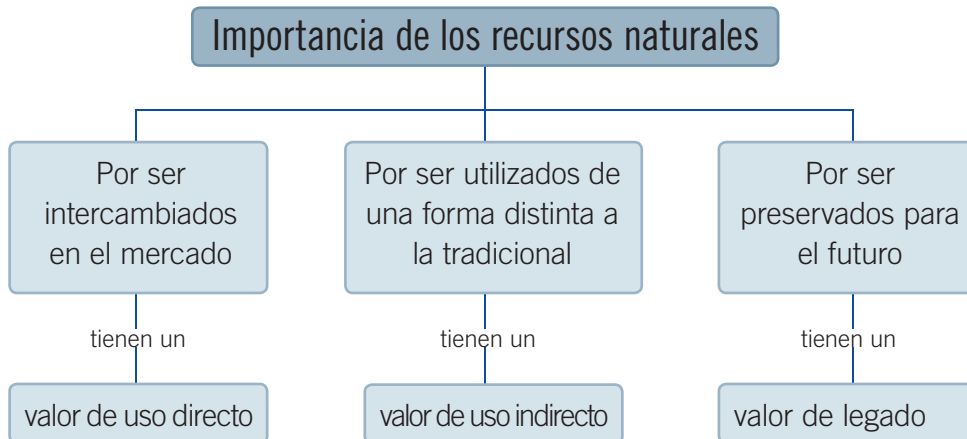 Importancia de los recursos naturales
Por ser
intercambiados
en el mercado
tienen un
valor de uso directo
Por ser utilizados de
una forma distinta a
la tradicional
tienen un
valor de uso indirecto
Por ser
preservados para
el futuro
tienen un
valor de legado